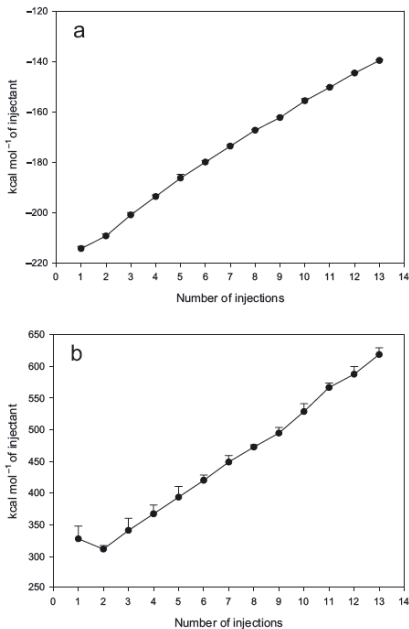 a
kcal mol⁻¹ of injectant
−120
−140
−160
−180
−200
−220
0 1 2 3 4 5 6 7 8 9 10 11 12 13 14
Number of injections
b
kcal mol⁻¹ of injectant
650
600
550
500
450
400
350
300
250
0 1 2 3 4 5 6 7 8 9 10 11 12 13 14
Number of injections